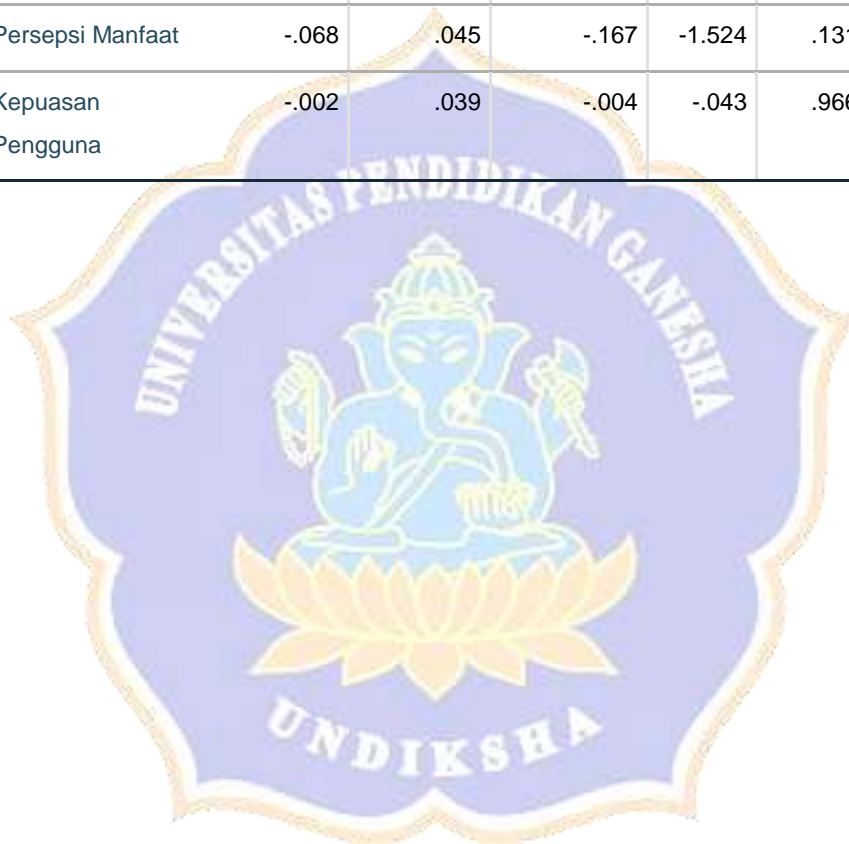 Persepsi Manfaat -.068 .045 -.167 -1.524 .131
Kepuasan -.002 .039 -.004 -.043 .966
Pengguna
UNIVERSITAS PENDIDIKAN GANESHA
UNDIKSHA